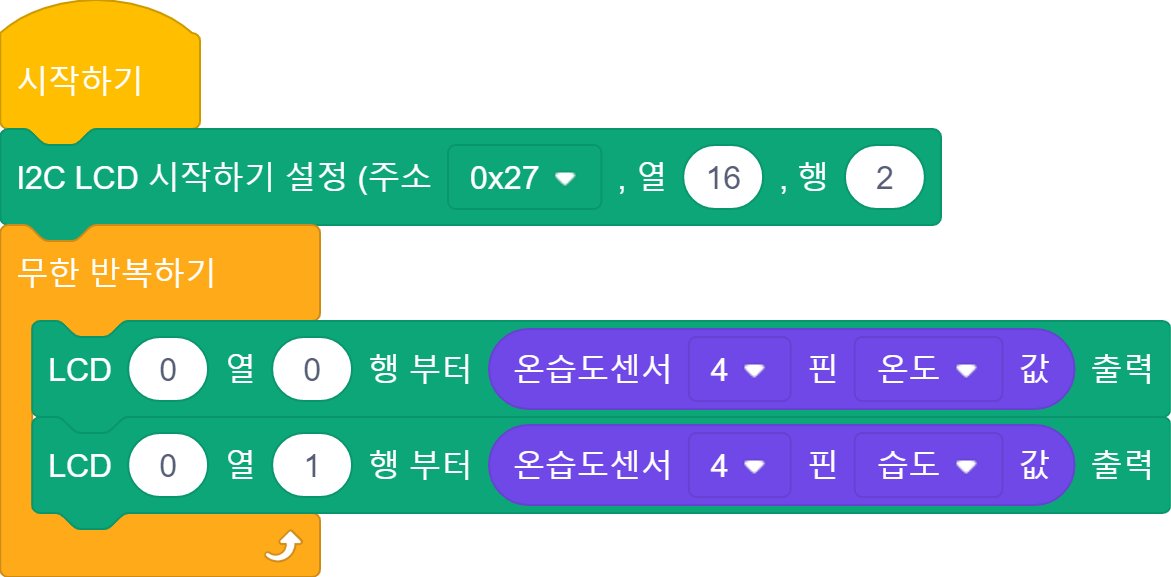 시작하기
I2C LCD 시작하기 설정 (주소 0x27 , 열 16 , 행 2
무한 반복하기
LCD 0 열 0 행 부터 온습도센서 4 핀 온도 값 출력
LCD 0 열 1 행 부터 온습도센서 4 핀 습도 값 출력